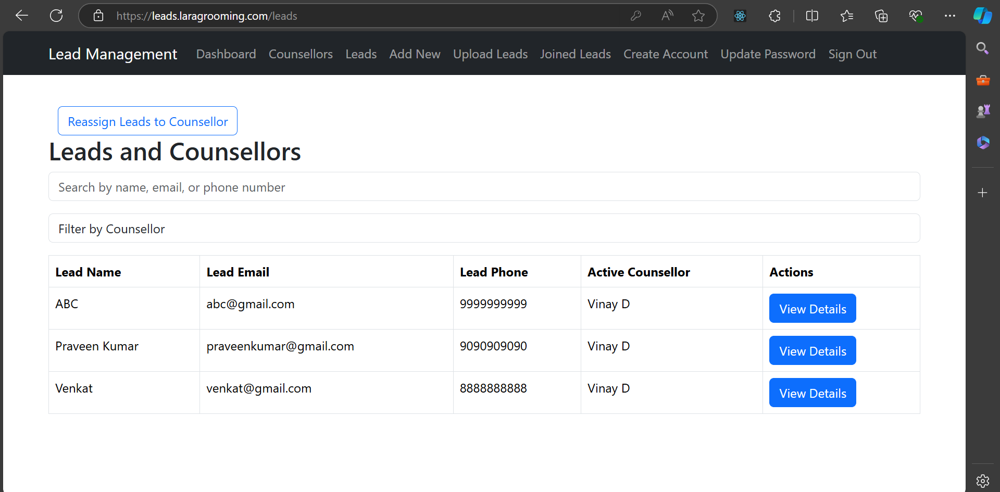 https://leads.laragrooming.com/leads
Lead Management Dashboard Counsellors Leads Add New Upload Leads Joined Leads Create Account Update Password Sign Out
Reassign Leads to Counsellor
Leads and Counsellors
Search by name, email, or phone number
Filter by Counsellor
Lead Name Lead Email Lead Phone Active Counsellor Actions
ABC abc@gmail.com 9999999999 Vinay D View Details
Praveen Kumar praveenkumar@gmail.com 9090909090 Vinay D View Details
Venkat venkat@gmail.com 8888888888 Vinay D View Details